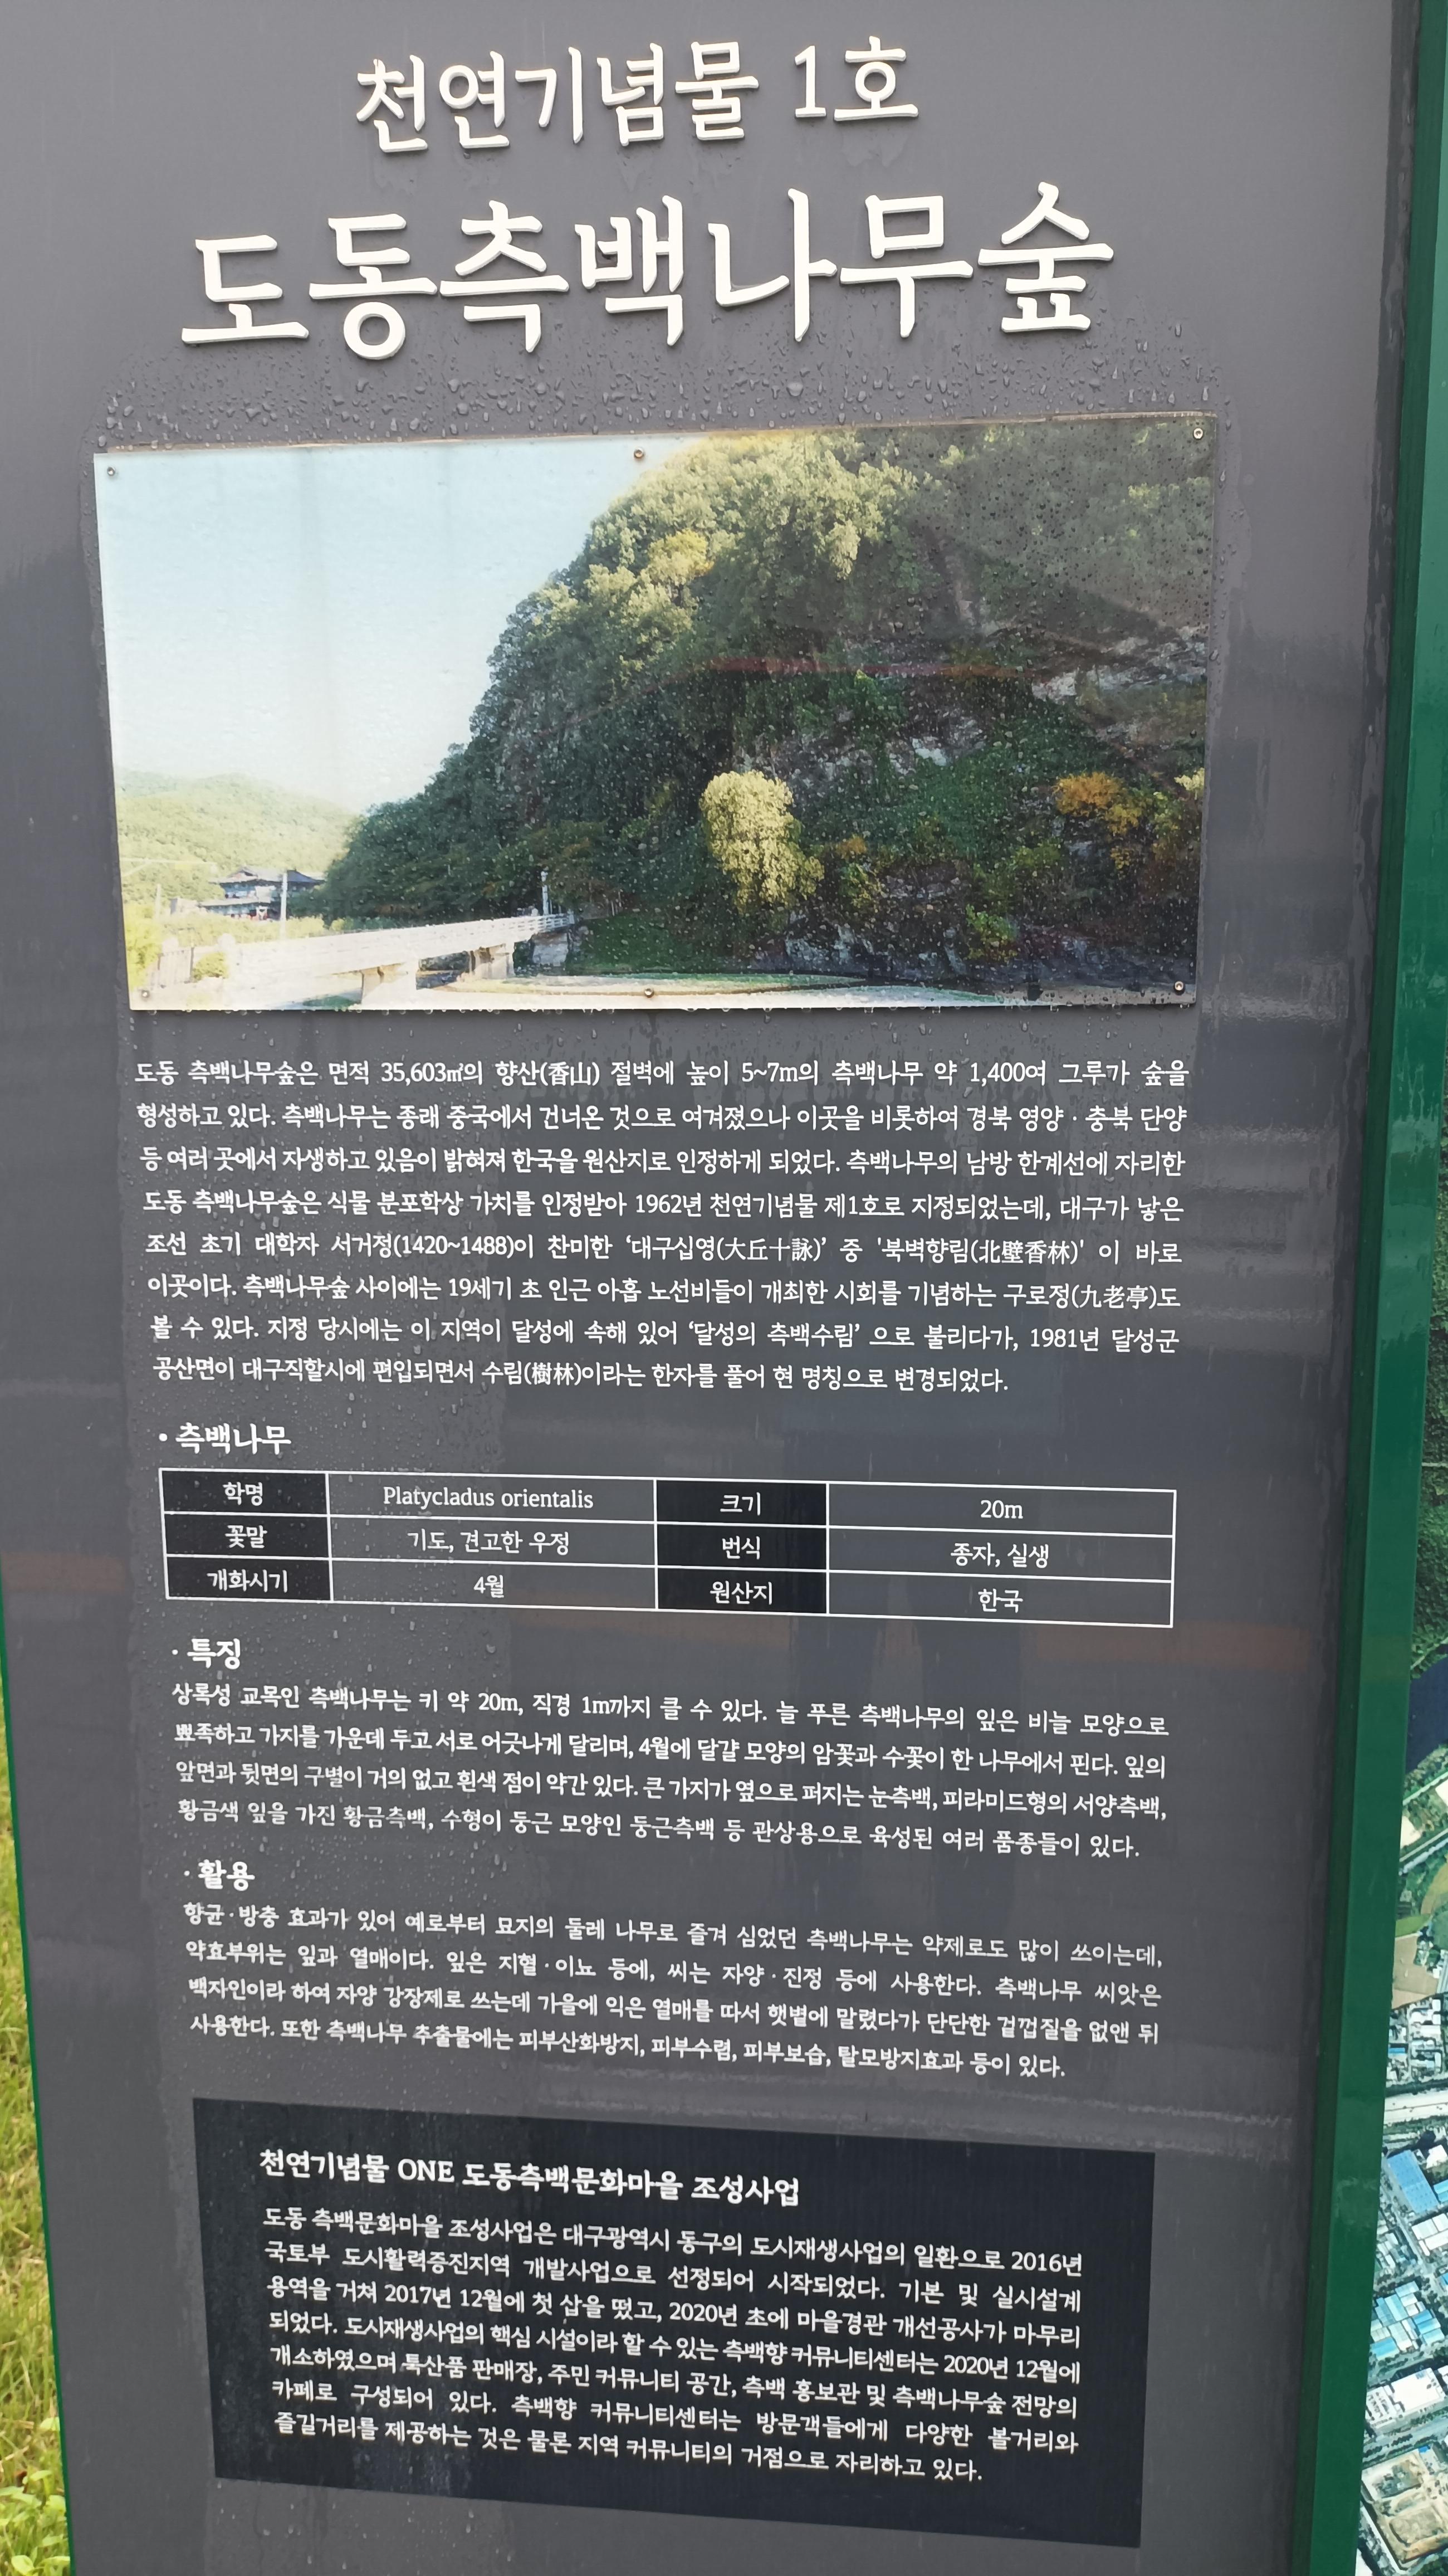 천연기념물 1호
도동측백나무숲
도동 측백나무숲은 면적 35,603㎡의 향산(香山) 절벽에 높이 5~7m의 측백나무 약 1,400여 그루가 숲을
형성하고 있다. 측백나무는 종래 중국에서 건너온 것으로 여겨졌으나 이곳을 비롯하여 경북 영양 · 충북 단양
등 여러 곳에서 자생하고 있음이 밝혀져 한국을 원산지로 인정하게 되었다. 측백나무의 남방 한계선에 자리한
도동 측백나무숲은 식물 분포학상 가치를 인정받아 1962년 천연기념물 제1호로 지정되었는데, 대구가 낳은
조선 초기 대학자 서거정(1420~1488)이 찬미한 ‘대구십영(大丘十詠)’ 중 '북벽향림(北壁香林)' 이 바로
이곳이다. 측백나무숲 사이에는 19세기 초 인근 아홉 노선비들이 개최한 시회를 기념하는 구로정(九老亭)도
볼 수 있다. 지정 당시에는 이 지역이 달성에 속해 있어 ‘달성의 측백수림’ 으로 불리다가, 1981년 달성군
공산면이 대구직할시에 편입되면서 수림(樹林)이라는 한자를 풀어 현 명칭으로 변경되었다.
• 측백나무
학명 Platycladus orientalis 크기 20m
꽃말 기도, 견고한 우정 번식 종자, 실생
개화시기 4월 원산지 한국
· 특징
상록성 교목인 측백나무는 키 약 20m, 직경 1m까지 클 수 있다. 늘 푸른 측백나무의 잎은 비늘 모양으로
뾰족하고 가지를 가운데 두고 서로 어긋나게 달리며, 4월에 달걀 모양의 암꽃과 수꽃이 한 나무에서 핀다. 잎의
앞면과 뒷면의 구별이 거의 없고 흰색 점이 약간 있다. 큰 가지가 옆으로 퍼지는 눈측백, 피라미드형의 서양측백,
황금색 잎을 가진 황금측백, 수형이 둥근 모양인 둥근측백 등 관상용으로 육성된 여러 품종들이 있다.
· 활용
항균·방충 효과가 있어 예로부터 묘지의 둘레 나무로 즐겨 심었던 측백나무는 약제로도 많이 쓰이는데,
약효부위는 잎과 열매이다. 잎은 지혈·이뇨 등에, 씨는 자양·진정 등에 사용한다. 측백나무 씨앗은
백자인이라 하여 자양 강장제로 쓰는데 가을에 익은 열매를 따서 햇볕에 말렸다가 단단한 겉껍질을 없앤 뒤
사용한다. 또한 측백나무 추출물에는 피부산화방지, 피부수렴, 피부보습, 탈모방지효과 등이 있다.
천연기념물 ONE 도동측백문화마을 조성사업
도동 측백문화마을 조성사업은 대구광역시 동구의 도시재생사업의 일환으로 2016년
국토부 도시활력증진지역 개발사업으로 선정되어 시작되었다. 기본 및 실시설계
용역을 거쳐 2017년 12월에 첫 삽을 떴고, 2020년 초에 마을경관 개선공사가 마무리
되었다. 도시재생사업의 핵심 시설이라 할 수 있는 측백향 커뮤니티센터는 2020년 12월에
개소하였으며 특산품 판매장, 주민 커뮤니티 공간, 측백 홍보관 및 측백나무숲 전망의
카페로 구성되어 있다. 측백향 커뮤니티센터는 방문객들에게 다양한 볼거리와
즐길거리를 제공하는 것은 물론 지역 커뮤니티의 거점으로 자리하고 있다.